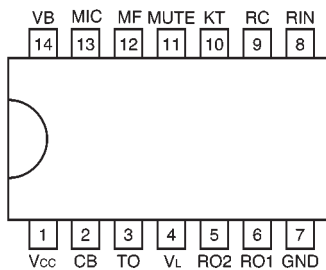 VB MIC MF MUTE KT RC RIN
14 13 12 11 10 9 8
1 2 3 4 5 6 7
Vcc CB TO VL RO2 RO1 GND